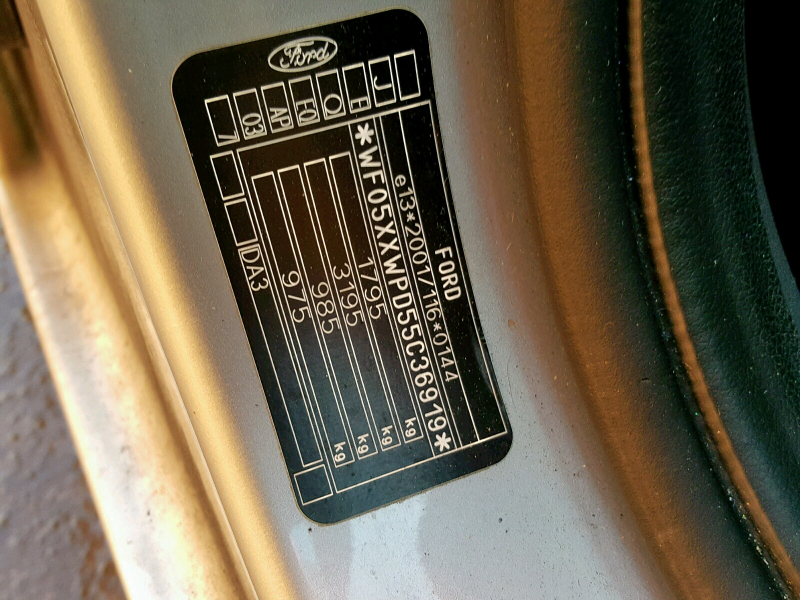 Ford
FORD
e13*2001/116*0144
*WF05XXWPD55C36919*
1795 kg
3195 kg
985 kg
975 kg
DA3
J
E
Q
F0
AP
03
7